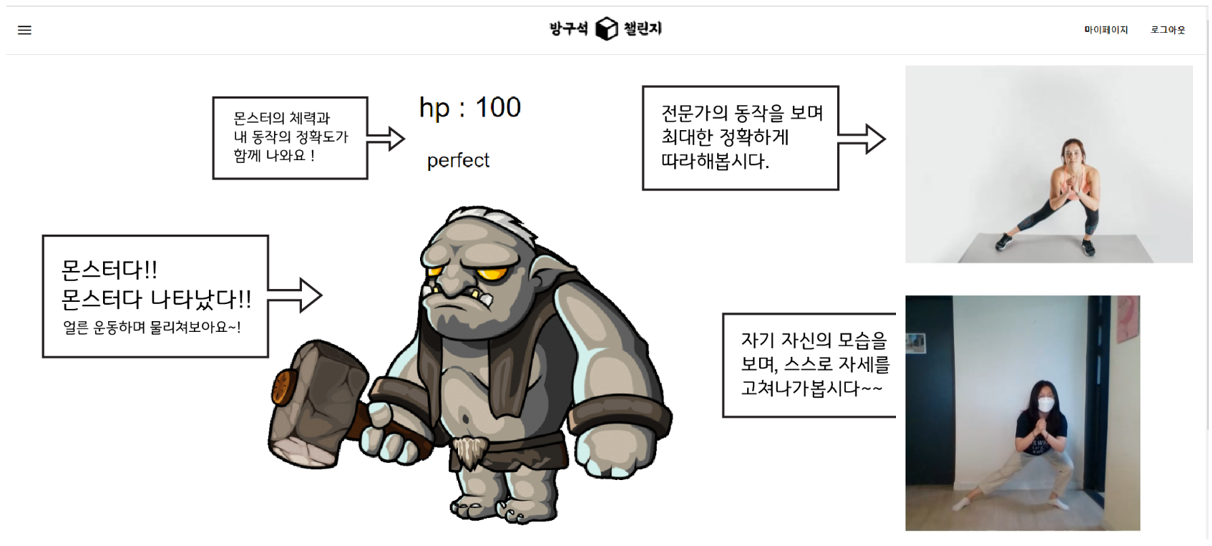 방구석 챌린지
마이페이지 로그아웃
몬스터의 체력과
내 동작의 정확도가
함께 나와요 !
hp : 100
perfect
전문가의 동작을 보며
최대한 정확하게
따라해봅시다.
몬스터다!!
몬스터다 나타났다!!
얼른 운동하며 물리쳐보아요~!
자기 자신의 모습을
보며, 스스로 자세를
고쳐나가봅시다~~